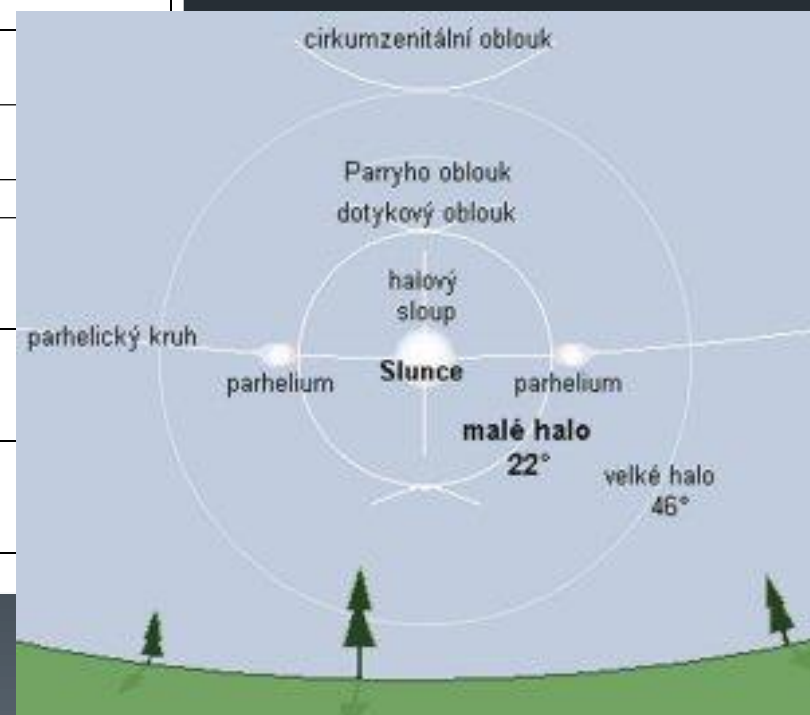 cirkumzenitální oblouk
Parryho oblouk
dotykový oblouk
halový
sloup
parhelický kruh
parhelium
Slunce
parhelium
malé halo
22°
velké halo
46°